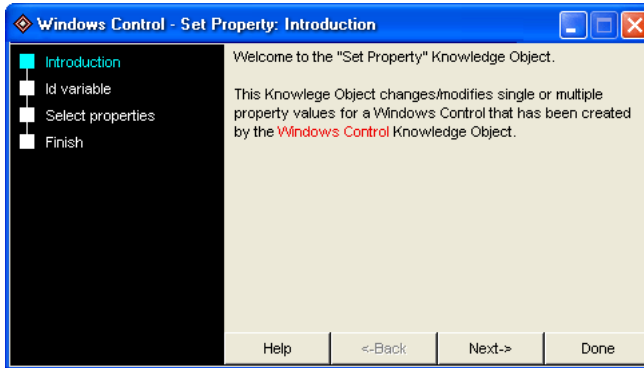 Windows Control - Set Property: Introduction
Introduction
Id variable
Select properties
Finish
Welcome to the "Set Property" Knowledge Object.
This Knowlege Object changes/modifies single or multiple
property values for a Windows Control that has been created
by the Windows Control Knowledge Object.
Help
<-Back
Next->
Done